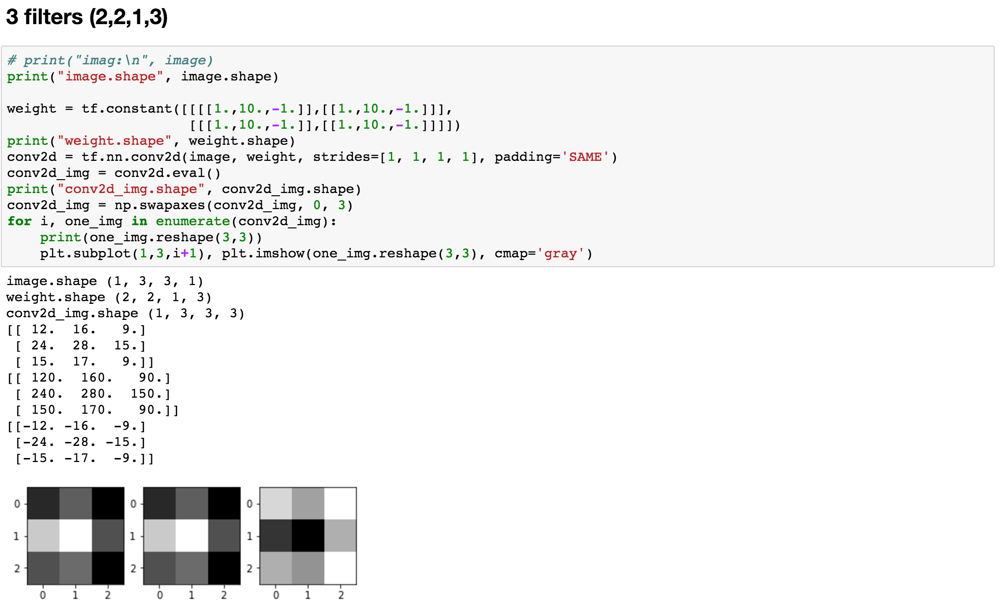 3 filters (2,2,1,3)
# print("imag:\n", image)
print("image.shape", image.shape)
weight = tf.constant([[[[1.,10.,-1.]],[[1.,10.,-1.]]],
                      [[[1.,10.,-1.]],[[1.,10.,-1.]]]])
print("weight.shape", weight.shape)
conv2d = tf.nn.conv2d(image, weight, strides=[1, 1, 1, 1], padding='SAME')
conv2d_img = conv2d.eval()
print("conv2d_img.shape", conv2d_img.shape)
conv2d_img = np.swapaxes(conv2d_img, 0, 3)
for i, one_img in enumerate(conv2d_img):
    print(one_img.reshape(3,3))
    plt.subplot(1,3,i+1), plt.imshow(one_img.reshape(3,3), cmap='gray')
image.shape (1, 3, 3, 1)
weight.shape (2, 2, 1, 3)
conv2d_img.shape (1, 3, 3, 3)
[[ 12.  16.   9.]
 [ 24.  28.  15.]
 [ 15.  17.   9.]]
[[ 120.  160.   90.]
 [ 240.  280.  150.]
 [ 150.  170.   90.]]
[[-12. -16.  -9.]
 [-24. -28. -15.]
 [-15. -17.  -9.]]
0 0 0
1 1 1
2 2 2
0 1 2 0 1 2 0 1 2